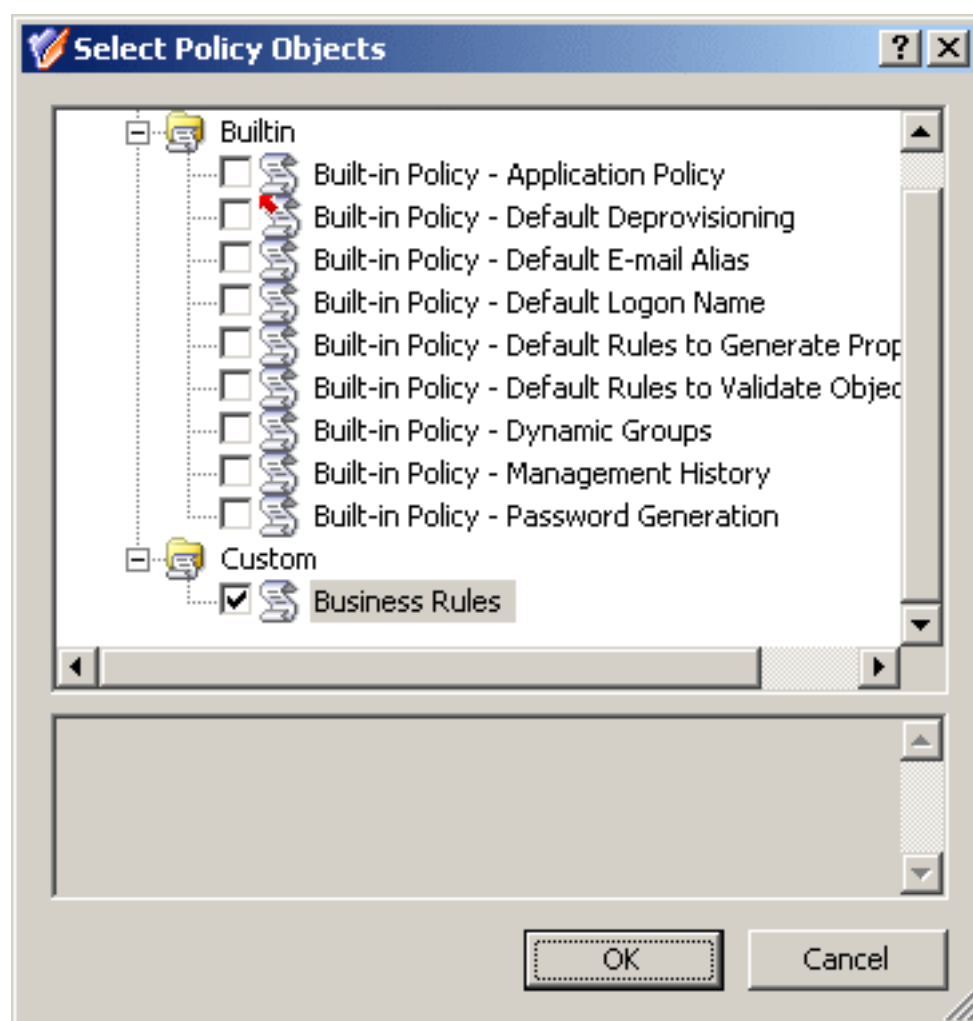 Select Policy Objects
Builtin
Built-in Policy - Application Policy
Built-in Policy - Default Deprovisioning
Built-in Policy - Default E-mail Alias
Built-in Policy - Default Logon Name
Built-in Policy - Default Rules to Generate Prop
Built-in Policy - Default Rules to Validate Objec
Built-in Policy - Dynamic Groups
Built-in Policy - Management History
Built-in Policy - Password Generation
Custom
Business Rules
OK Cancel